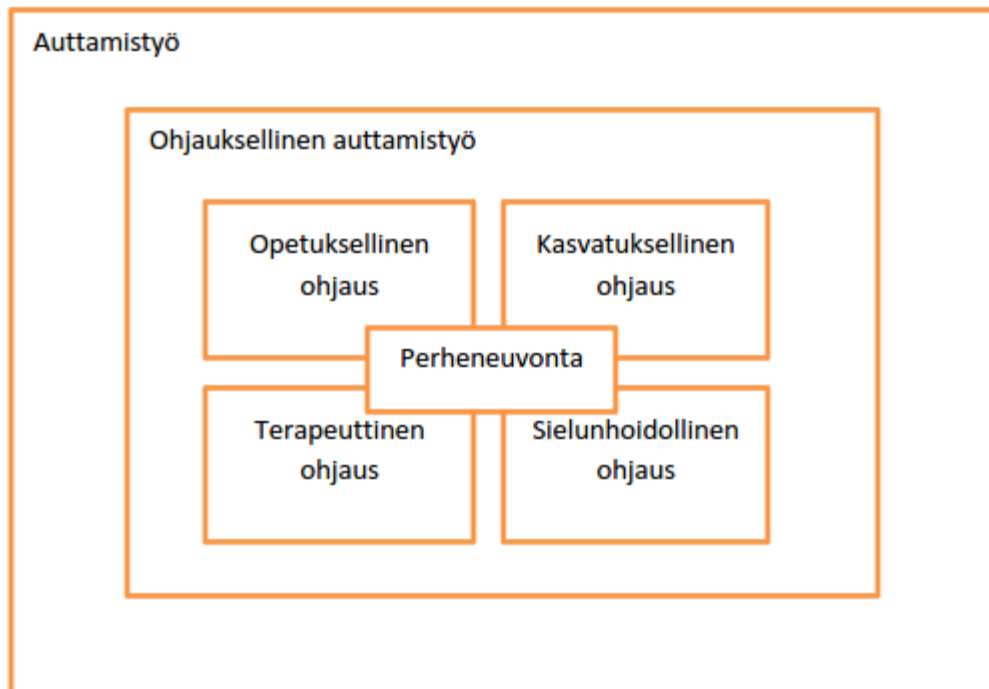 Auttamistyö
Ohjauksellinen auttamistyö
Opetuksellinen
ohjaus
Kasvatuksellinen
ohjaus
Perheneuvonta
Terapeuttinen
ohjaus
Sielunhoidollinen
ohjaus